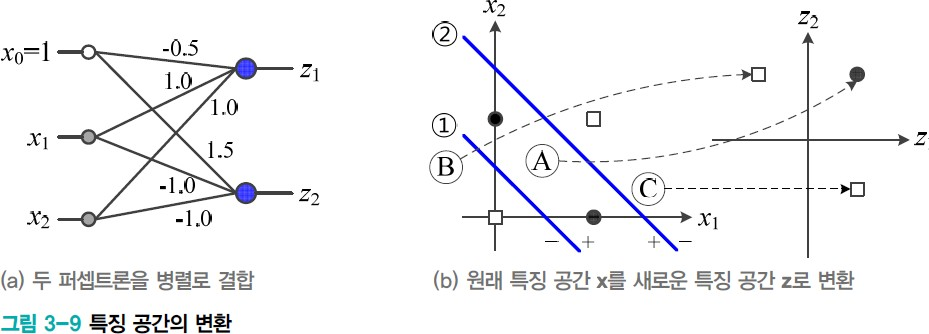 x₀=1
-0.5
z₁
1.0
1.0
x₁
1.5
-1.0
z₂
x₂
-1.0
(a) 두 퍼셉트론을 병렬로 결합
x₂
②
①
B
A
C
x₁
− + + −
z₂
z₁
(b) 원래 특징 공간 x를 새로운 특징 공간 z로 변환
그림 3-9 특징 공간의 변환